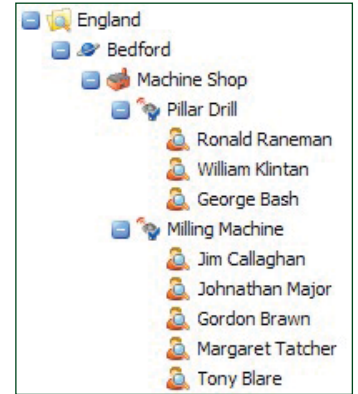 England
Bedford
Machine Shop
Pillar Drill
Ronald Raneman
William Klintan
George Bash
Milling Machine
Jim Callaghan
Johnathan Major
Gordon Brawn
Margaret Tatcher
Tony Blare